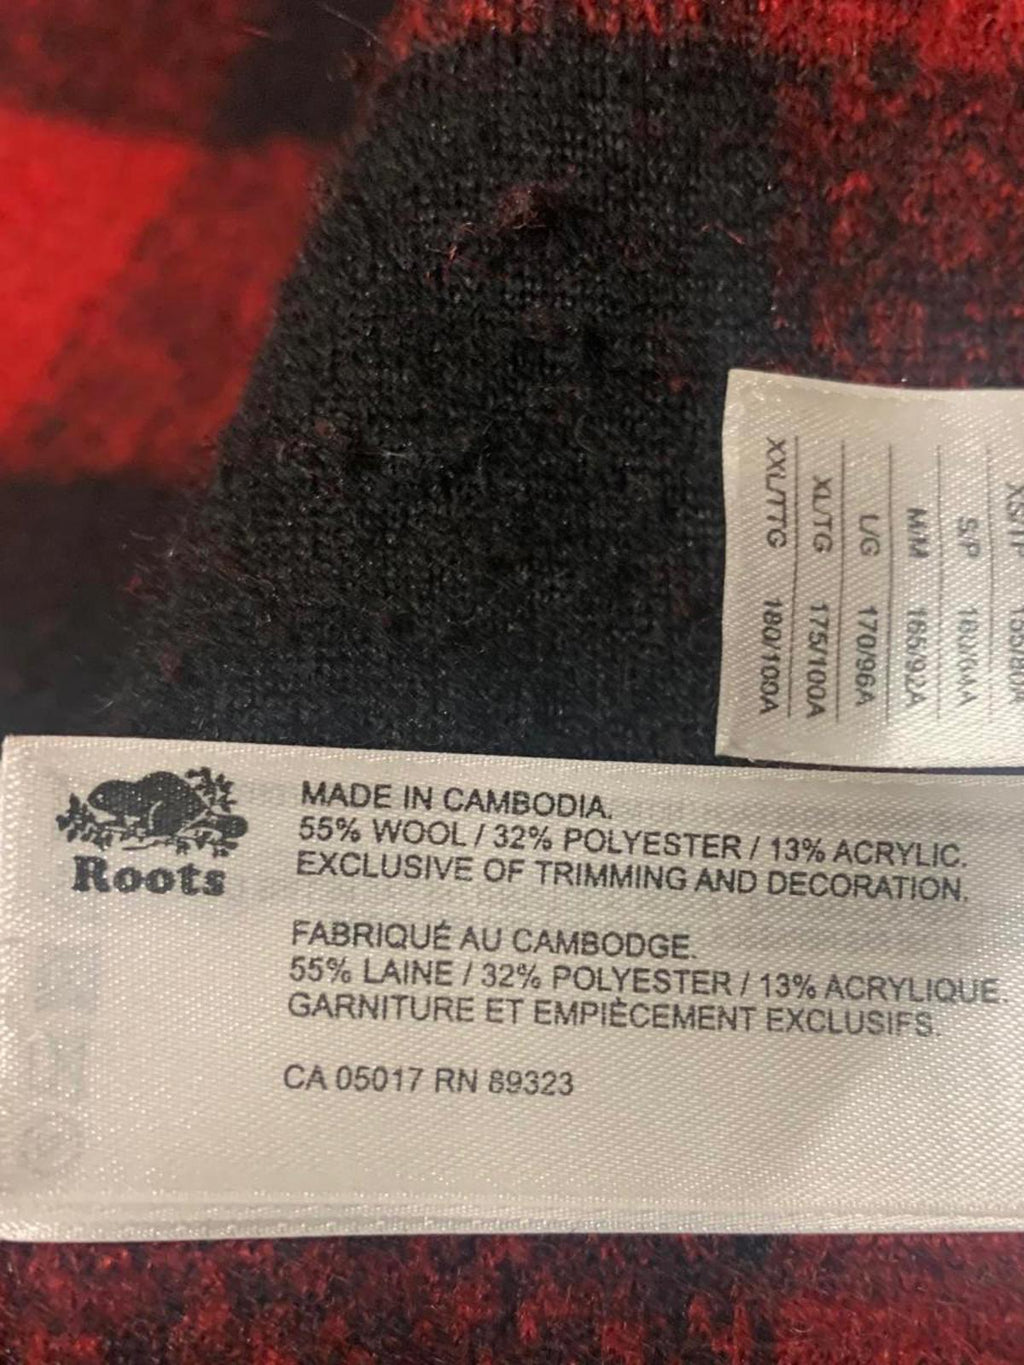 XXL/TTG 180/100A
XL/TG 175/100A
L/G 170/96A
M/M 165/92A
S/P
Roots
MADE IN CAMBODIA.
55% WOOL / 32% POLYESTER / 13% ACRYLIC.
EXCLUSIVE OF TRIMMING AND DECORATION.
FABRIQUÉ AU CAMBODGE.
55% LAINE / 32% POLYESTER / 13% ACRYLIQUE.
GARNITURE ET EMPIÈCEMENT EXCLUSIFS.
CA 05017 RN 89323